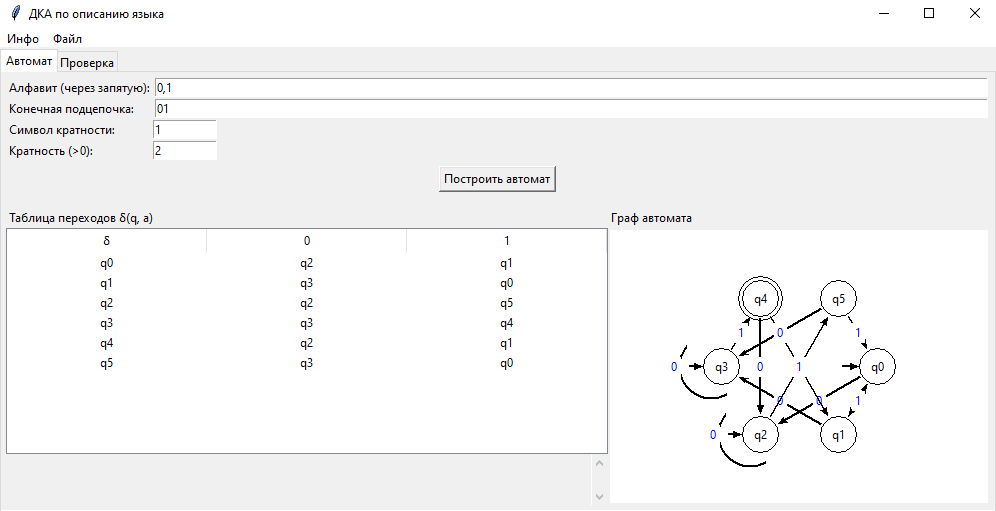 ДКА по описанию языка
Инфо Файл
Автомат Проверка
Алфавит (через запятую): 0,1
Конечная подцепочка: 01
Символ кратности: 1
Кратность (>0): 2
Построить автомат
Таблица переходов δ(q, a) Граф автомата
δ 0 1
q0 q2 q1
q1 q3 q0
q2 q2 q5
q3 q3 q4
q4 q2 q1
q5 q3 q0
q4 q5
1 0 1
0 q3 0 1 q0
0 0 1
0 q2 q1